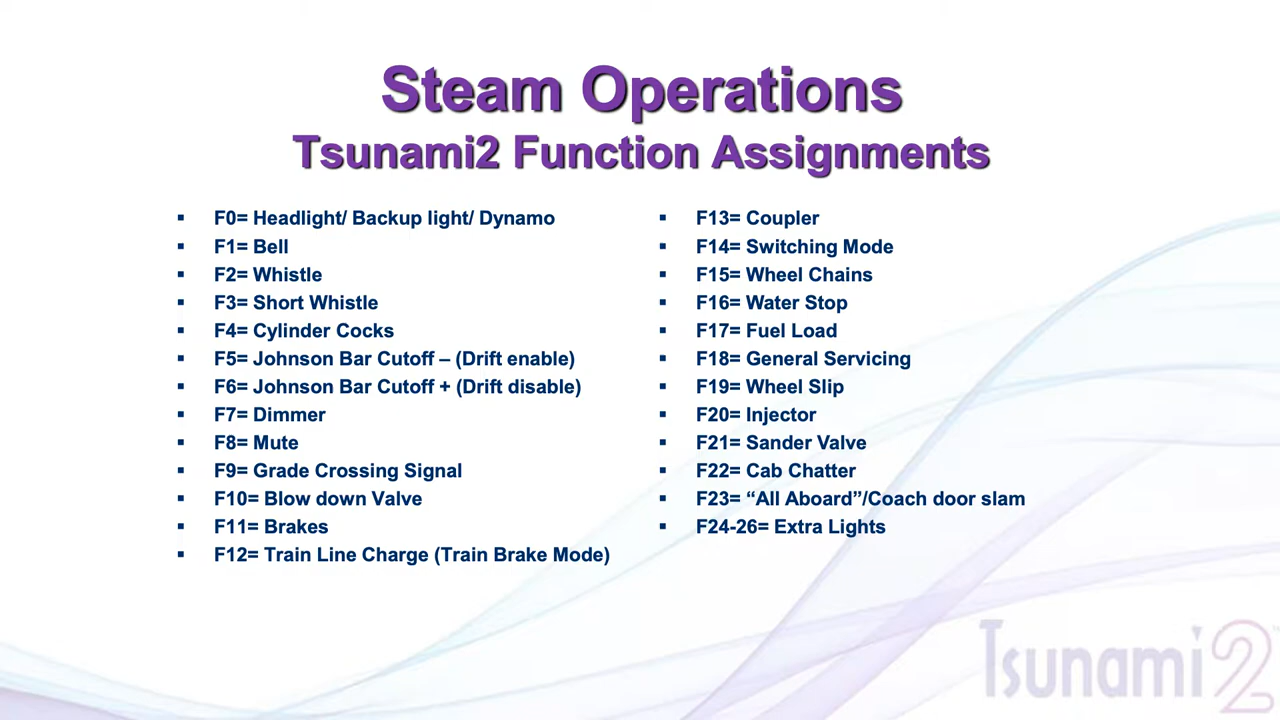 Steam Operations
Tsunami2 Function Assignments
▪ F0= Headlight/ Backup light/ Dynamo
▪ F1= Bell
▪ F2= Whistle
▪ F3= Short Whistle
▪ F4= Cylinder Cocks
▪ F5= Johnson Bar Cutoff – (Drift enable)
▪ F6= Johnson Bar Cutoff + (Drift disable)
▪ F7= Dimmer
▪ F8= Mute
▪ F9= Grade Crossing Signal
▪ F10= Blow down Valve
▪ F11= Brakes
▪ F12= Train Line Charge (Train Brake Mode)
▪ F13= Coupler
▪ F14= Switching Mode
▪ F15= Wheel Chains
▪ F16= Water Stop
▪ F17= Fuel Load
▪ F18= General Servicing
▪ F19= Wheel Slip
▪ F20= Injector
▪ F21= Sander Valve
▪ F22= Cab Chatter
▪ F23= “All Aboard”/Coach door slam
▪ F24-26= Extra Lights
Tsunami2™